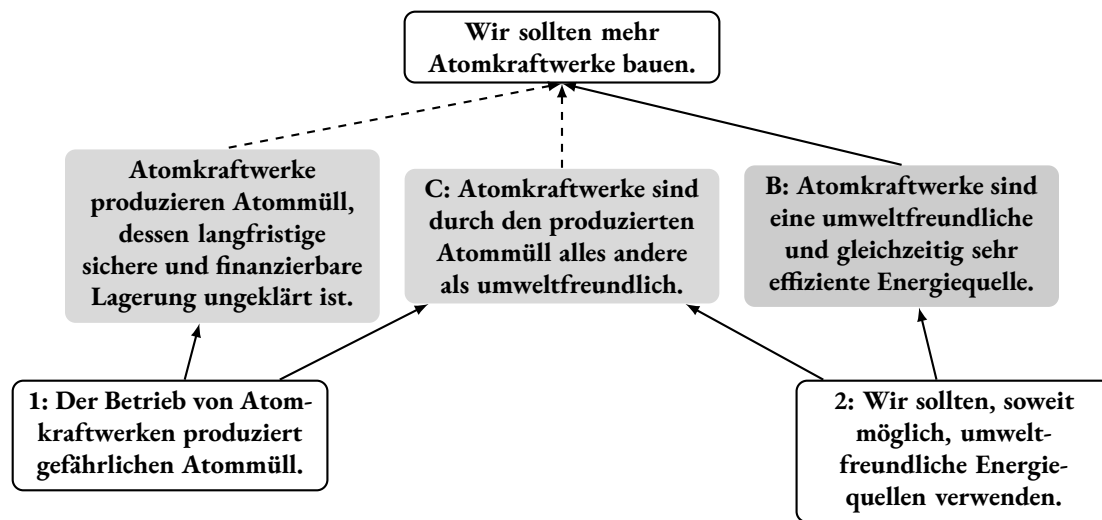 Wir sollten mehr
Atomkraftwerke bauen.
Atomkraftwerke
produzieren Atommüll,
dessen langfristige
sichere und finanzierbare
Lagerung ungeklärt ist.
C: Atomkraftwerke sind
durch den produzierten
Atommüll alles andere
als umweltfreundlich.
B: Atomkraftwerke sind
eine umweltfreundliche
und gleichzeitig sehr
effiziente Energiequelle.
1: Der Betrieb von Atom-
kraftwerken produziert
gefährlichen Atommüll.
2: Wir sollten, soweit
möglich, umwelt-
freundliche Energie-
quellen verwenden.